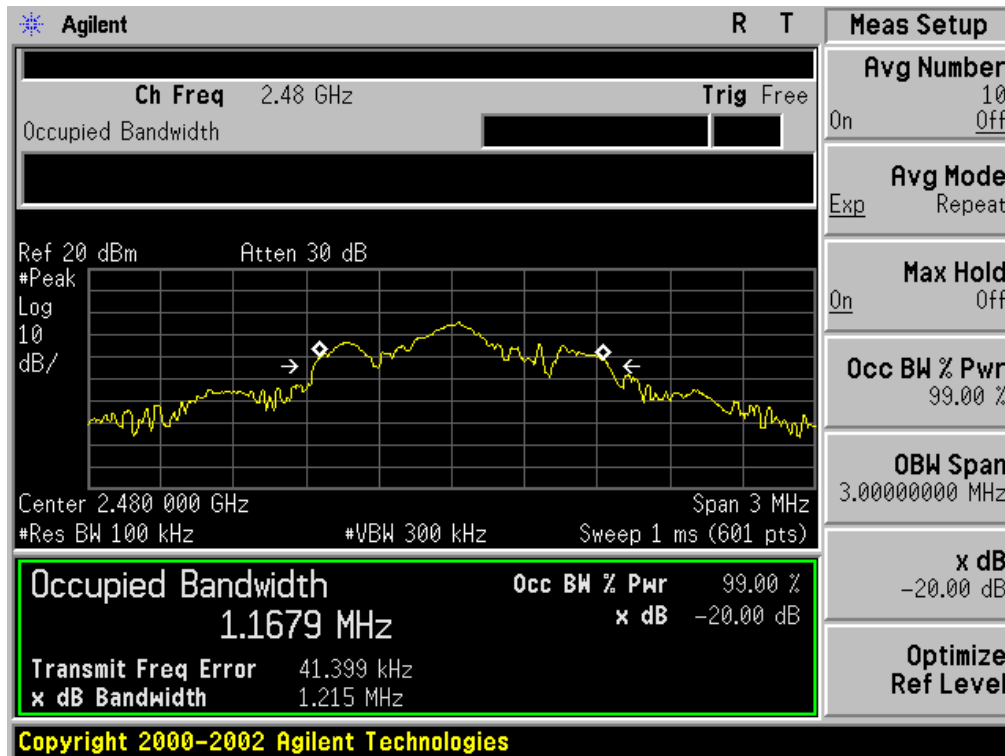 Agilent R T
Ch Freq 2.48 GHz Trig Free
Occupied Bandwidth
Ref 20 dBm Atten 30 dB
#Peak
Log
10
dB/
Center 2.480 000 GHz Span 3 MHz
#Res BW 100 kHz #VBW 300 kHz Sweep 1 ms (601 pts)
Occupied Bandwidth
1.1679 MHz
Occ BW % Pwr 99.00 %
x dB -20.00 dB
Transmit Freq Error 41.399 kHz
x dB Bandwidth 1.215 MHz
Copyright 2000-2002 Agilent Technologies
Meas Setup
Avg Number
10
On Off
Avg Mode
Exp Repeat
Max Hold
On Off
Occ BW % Pwr
99.00 %
OBW Span
3.00000000 MHz
x dB
-20.00 dB
Optimize
Ref Level